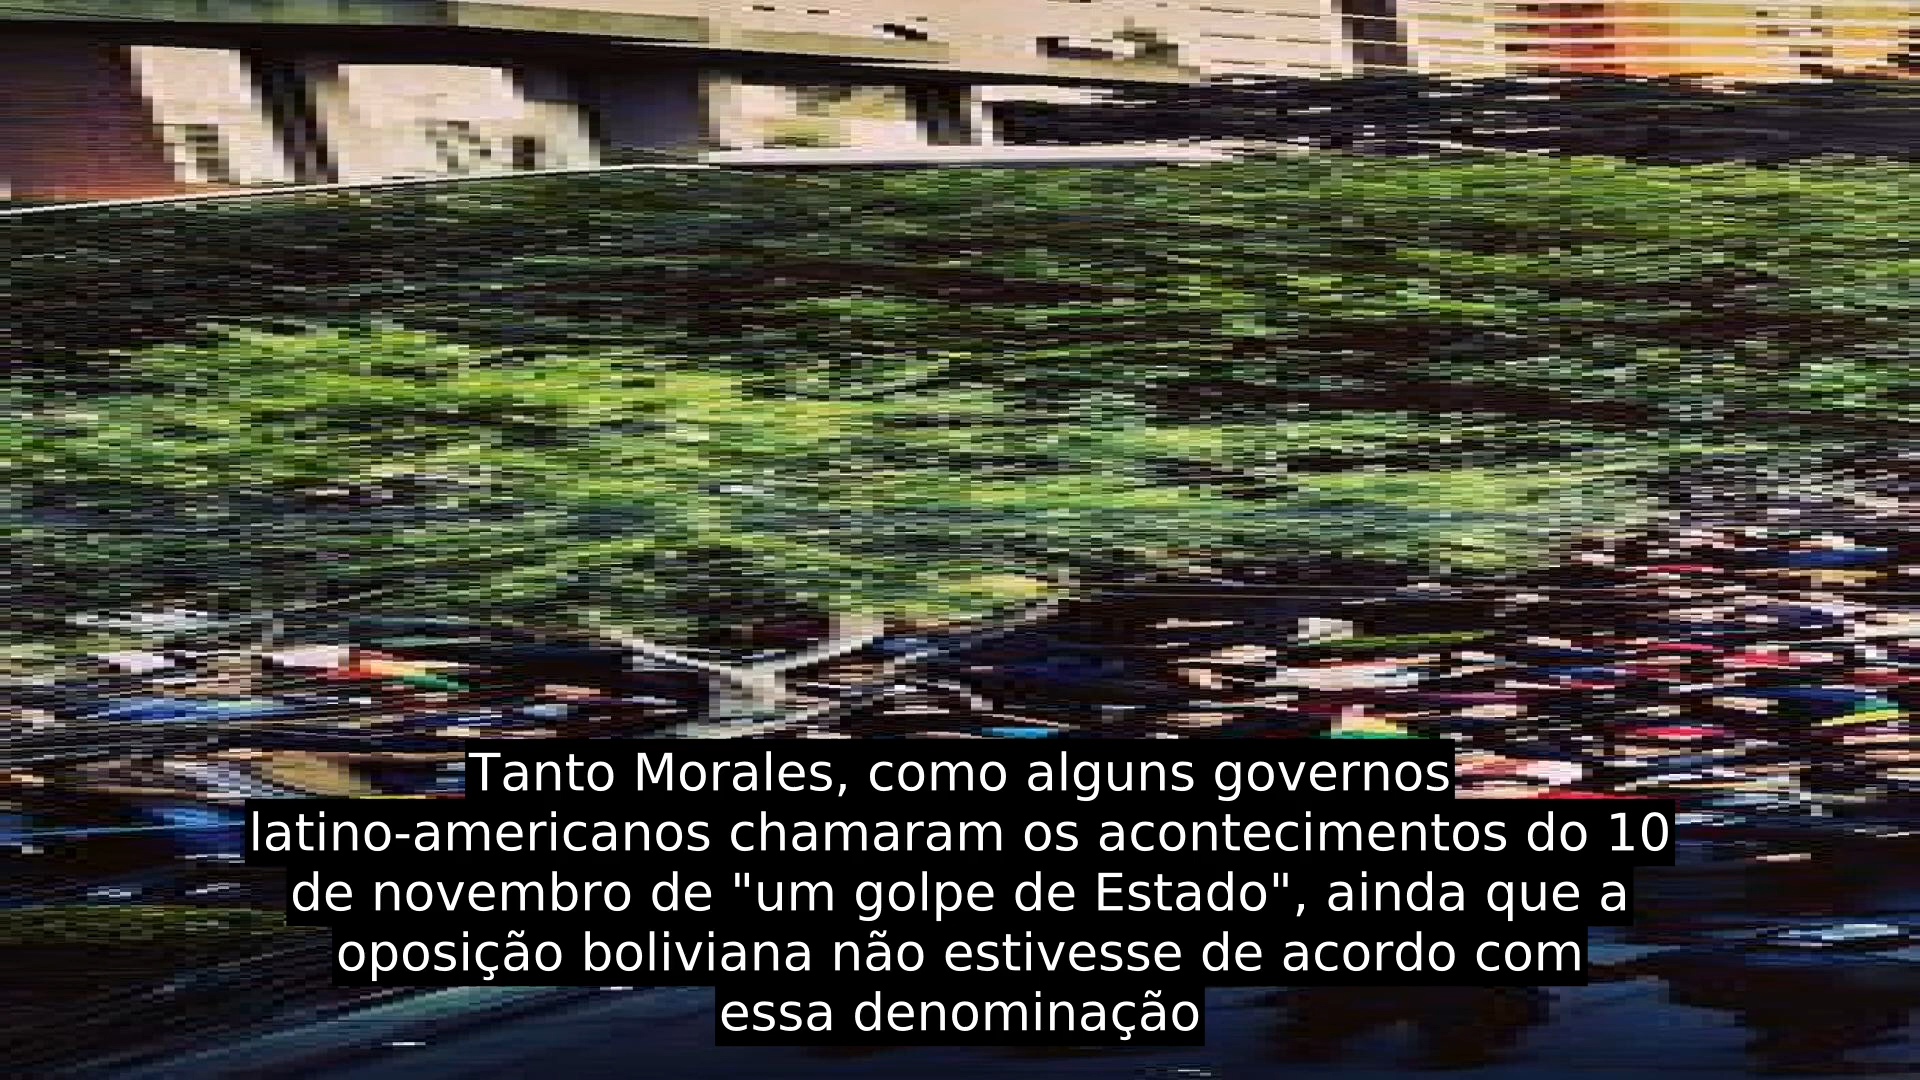 Tanto Morales, como alguns governos
latino-americanos chamaram os acontecimentos do 10
de novembro de "um golpe de Estado", ainda que a
oposição boliviana não estivesse de acordo com
essa denominação